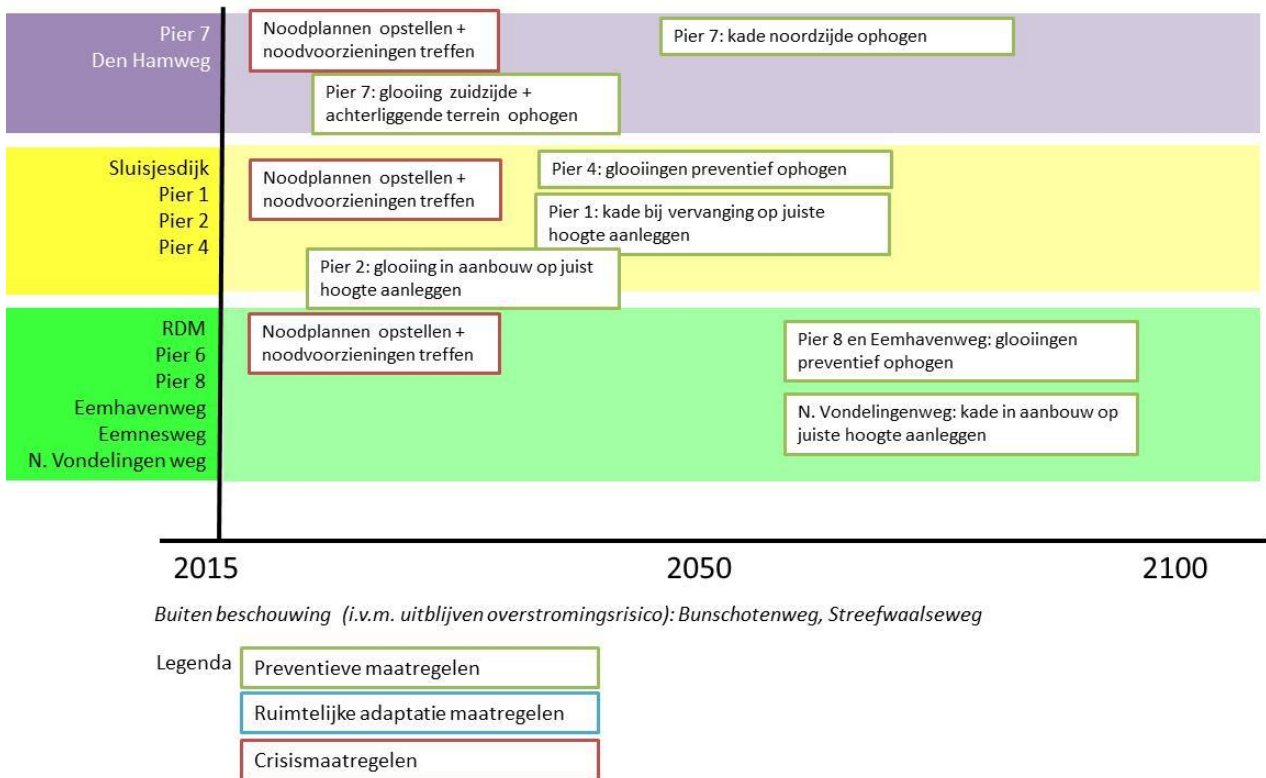 Pier 7
Den Hamweg
Noodplannen opstellen +
noodvoorzieningen treffen
Pier 7: kade noordzijde ophogen
Pier 7: glooiing zuidzijde +
achterliggende terrein ophogen
Sluisjesdijk
Pier 1
Pier 2
Pier 4
Noodplannen opstellen +
noodvoorzieningen treffen
Pier 4: glooiingen preventief ophogen
Pier 1: kade bij vervanging op juiste
hoogte aanleggen
Pier 2: glooiing in aanbouw op juist
hoogte aanleggen
RDM
Pier 6
Pier 8
Eemhavenweg
Eemnesweg
N. Vondelingen weg
Noodplannen opstellen +
noodvoorzieningen treffen
Pier 8 en Eemhavenweg: glooiingen
preventief ophogen
N. Vondelingenweg: kade in aanbouw op
juiste hoogte aanleggen
2015
2050
2100
Buiten beschouwing (i.v.m. uitblijven overstromingsrisico): Bunschotenweg, Streefwaalseweg
Legenda
Preventieve maatregelen
Ruimtelijke adaptatie maatregelen
Crisismaatregelen